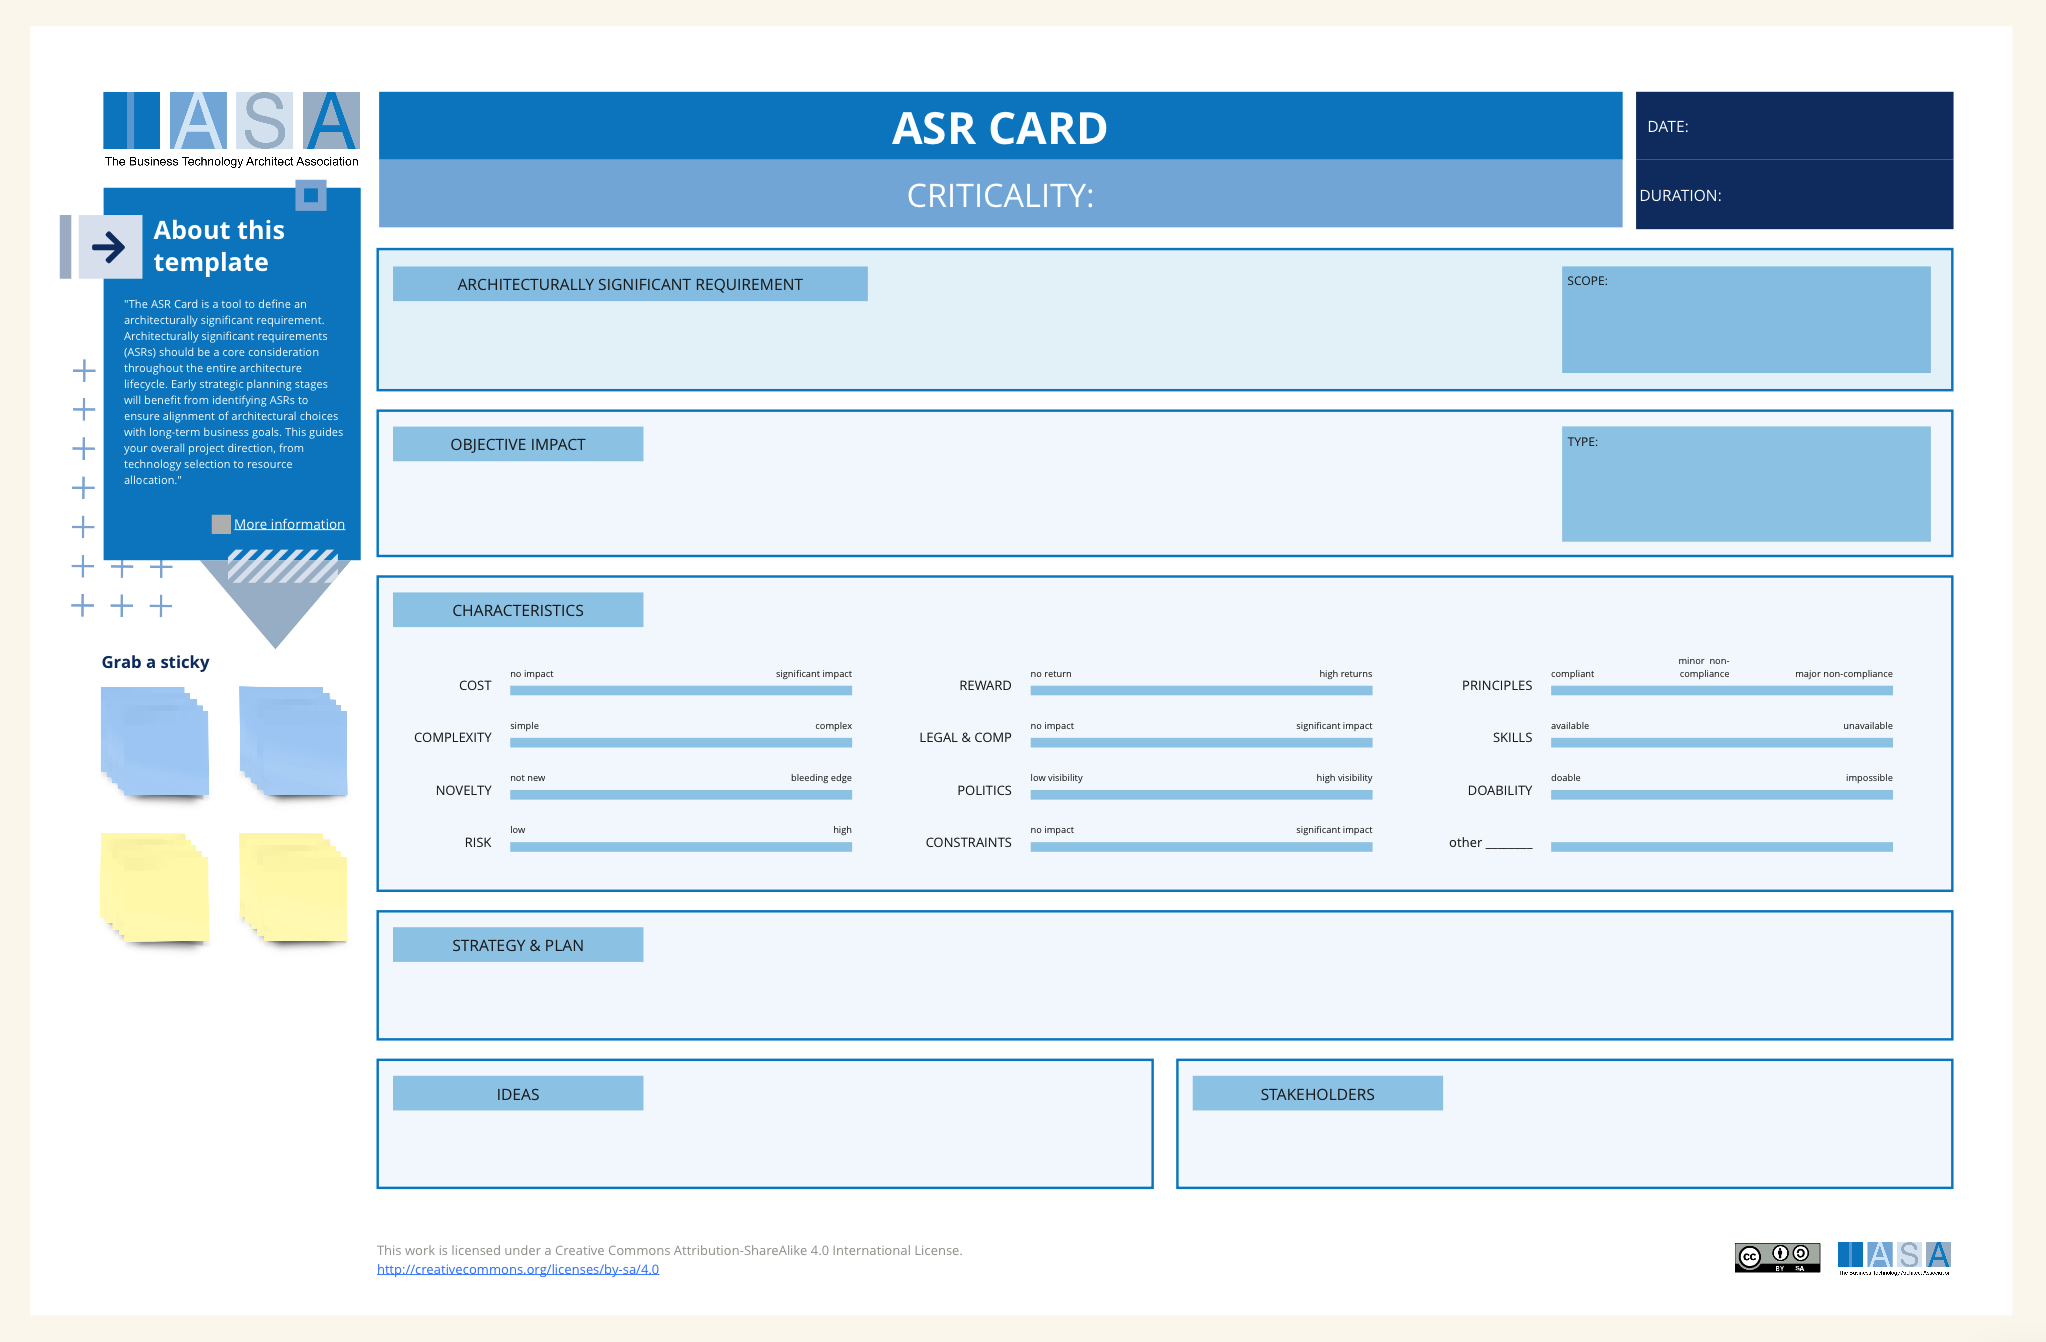 IASA
The Business Technology Architect Association
ASR CARD
CRITICALITY:
DATE:
DURATION:
About this
template
"The ASR Card is a tool to define an
architecturally significant requirement.
Architecturally significant requirements
(ASRs) should be a core consideration
throughout the entire architecture
lifecycle. Early strategic planning stages
will benefit from identifying ASRs to
ensure alignment of architectural choices
with long-term business goals. This guides
your overall project direction, from
technology selection to resource
allocation."
More information
Grab a sticky
ARCHITECTURALLY SIGNIFICANT REQUIREMENT
SCOPE:
OBJECTIVE IMPACT
TYPE:
CHARACTERISTICS
COST
no impact significant impact
COMPLEXITY
simple complex
NOVELTY
not new bleeding edge
RISK
low high
REWARD
no return high returns
LEGAL & COMP
no impact significant impact
POLITICS
low visibility high visibility
CONSTRAINTS
no impact significant impact
PRINCIPLES
compliant minor non-compliance major non-compliance
SKILLS
available unavailable
DOABILITY
doable impossible
other ________
STRATEGY & PLAN
IDEAS
STAKEHOLDERS
This work is licensed under a Creative Commons Attribution-ShareAlike 4.0 International License.
http://creativecommons.org/licenses/by-sa/4.0
cc BY SA
IASA
The Business Technology Architect Association